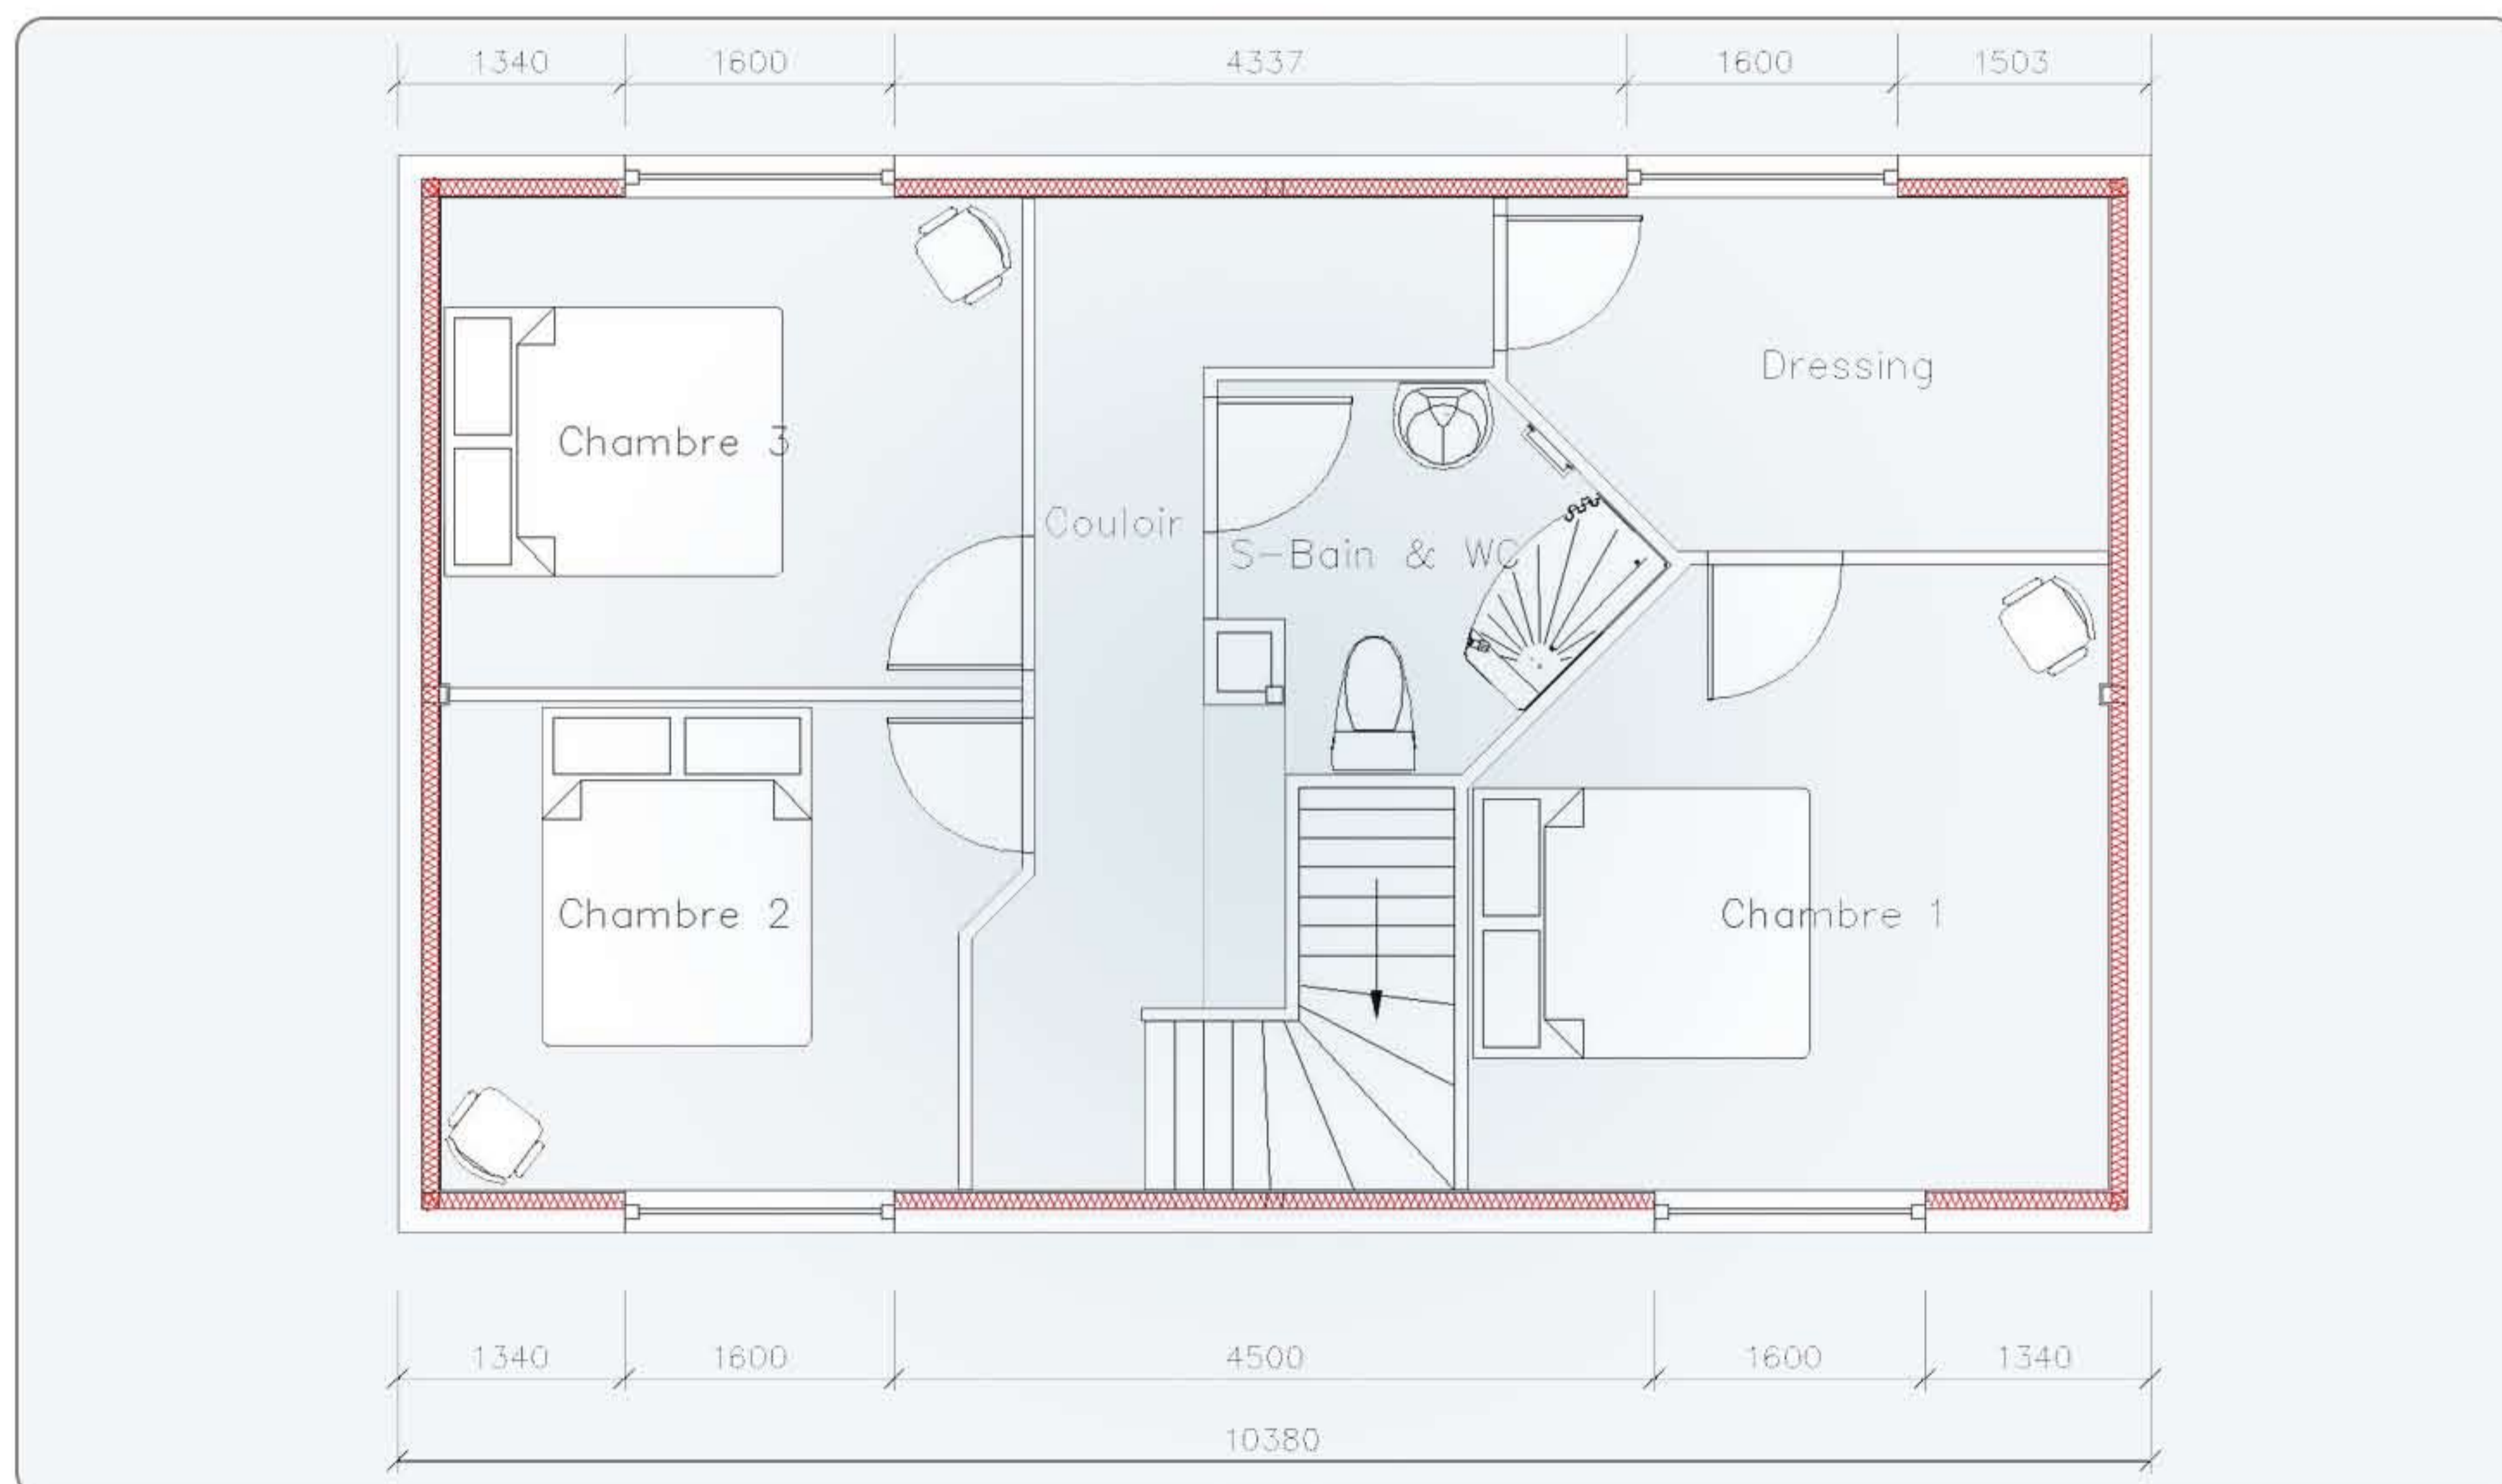 1340 1600 4337 1600 1503
Dressing
Chambre 3
Couloir
S-Bain & WC
Chambre 2
Chambre 1
1340 1600 4500 1600 1340
10380